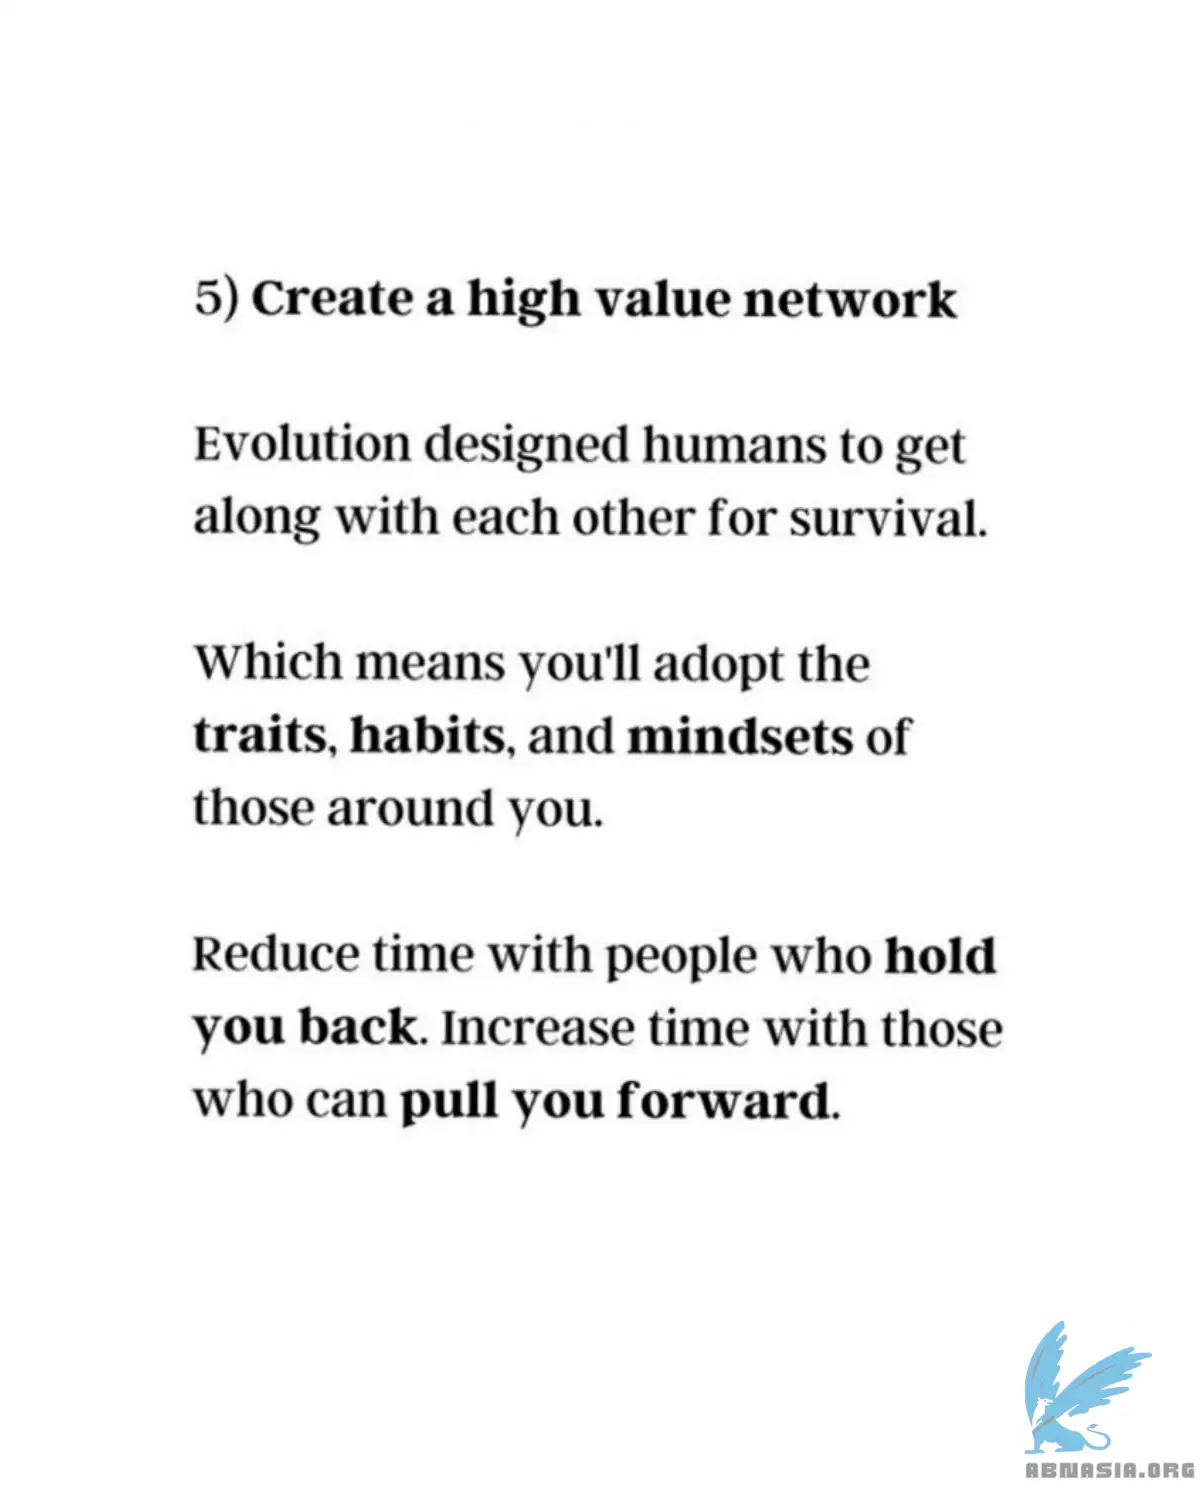 5) Create a high value network
Evolution designed humans to get
along with each other for survival.
Which means you'll adopt the
traits, habits, and mindsets of
those around you.
Reduce time with people who hold
you back. Increase time with those
who can pull you forward.
ABNASIA.ORG